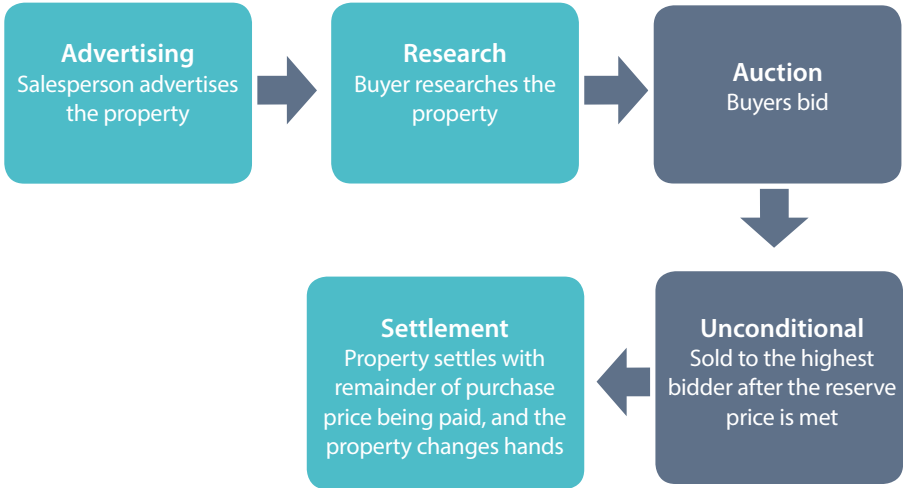 Advertising
Salesperson advertises
the property
Research
Buyer researches the
property
Auction
Buyers bid
Unconditional
Sold to the highest
bidder after the reserve
price is met
Settlement
Property settles with
remainder of purchase
price being paid, and the
property changes hands